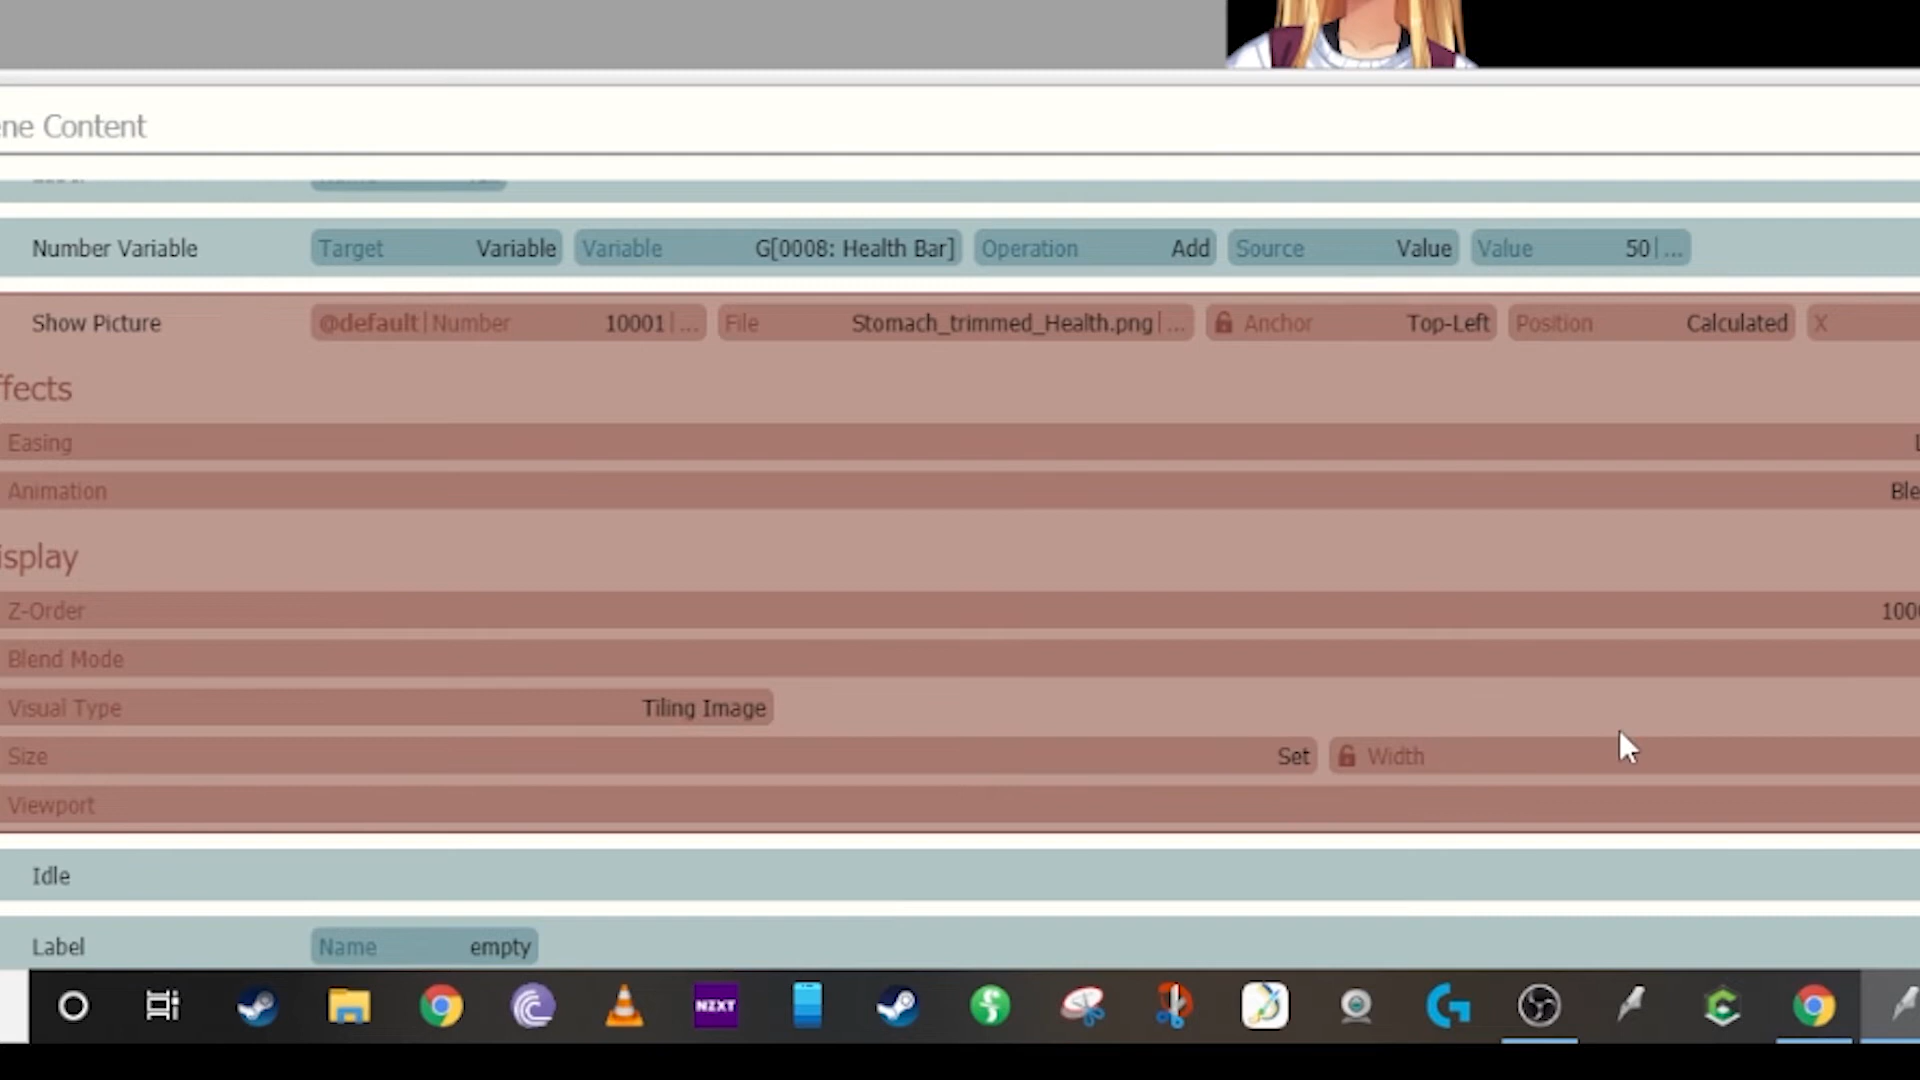 ne Content
Number Variable Target Variable Variable G[0008: Health Bar] Operation Add Source Value Value 50|...
Show Picture @default|Number 10001|... File Stomach_trimmed_Health.png|... Anchor Top-Left Position Calculated X
ffects
Easing
Animation Ble
isplay
Z-Order 100
Blend Mode
Visual Type Tiling Image
Size Set Width
Viewport
Idle
Label Name empty
NZXT